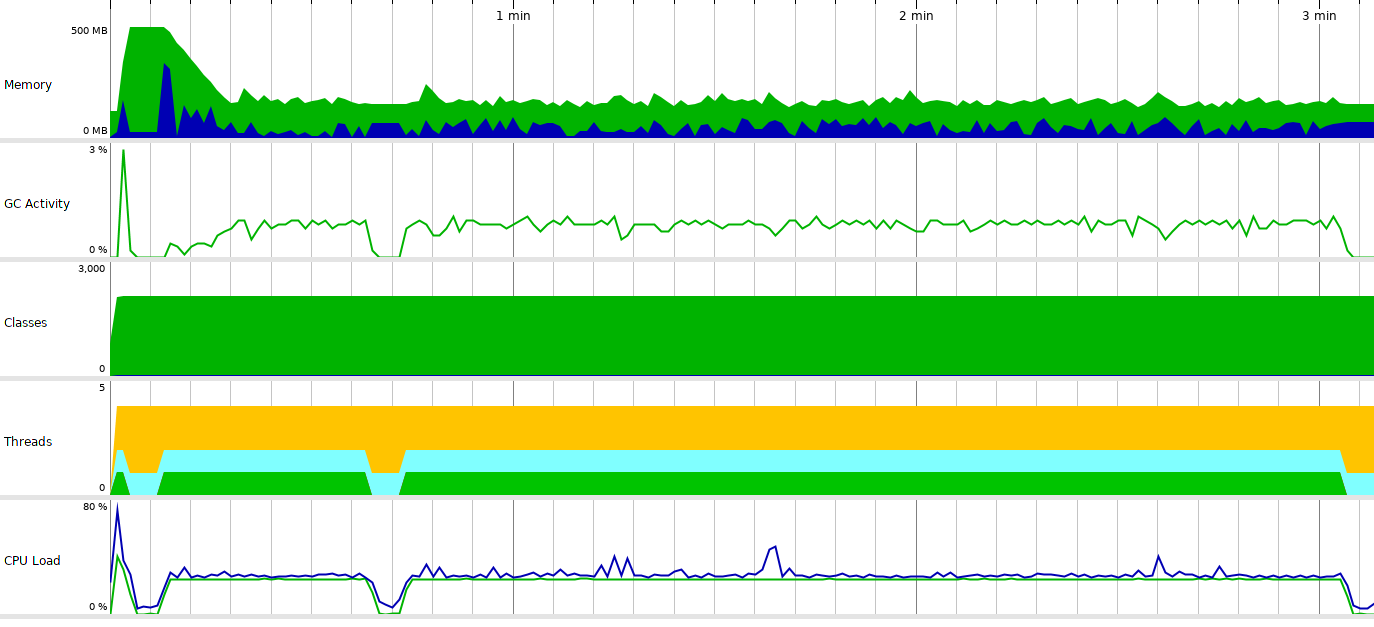 1 min 2 min 3 min
500 MB
Memory
0 MB
3 %
GC Activity
0 %
3,000
Classes
0
5
Threads
0
80 %
CPU Load
0 %